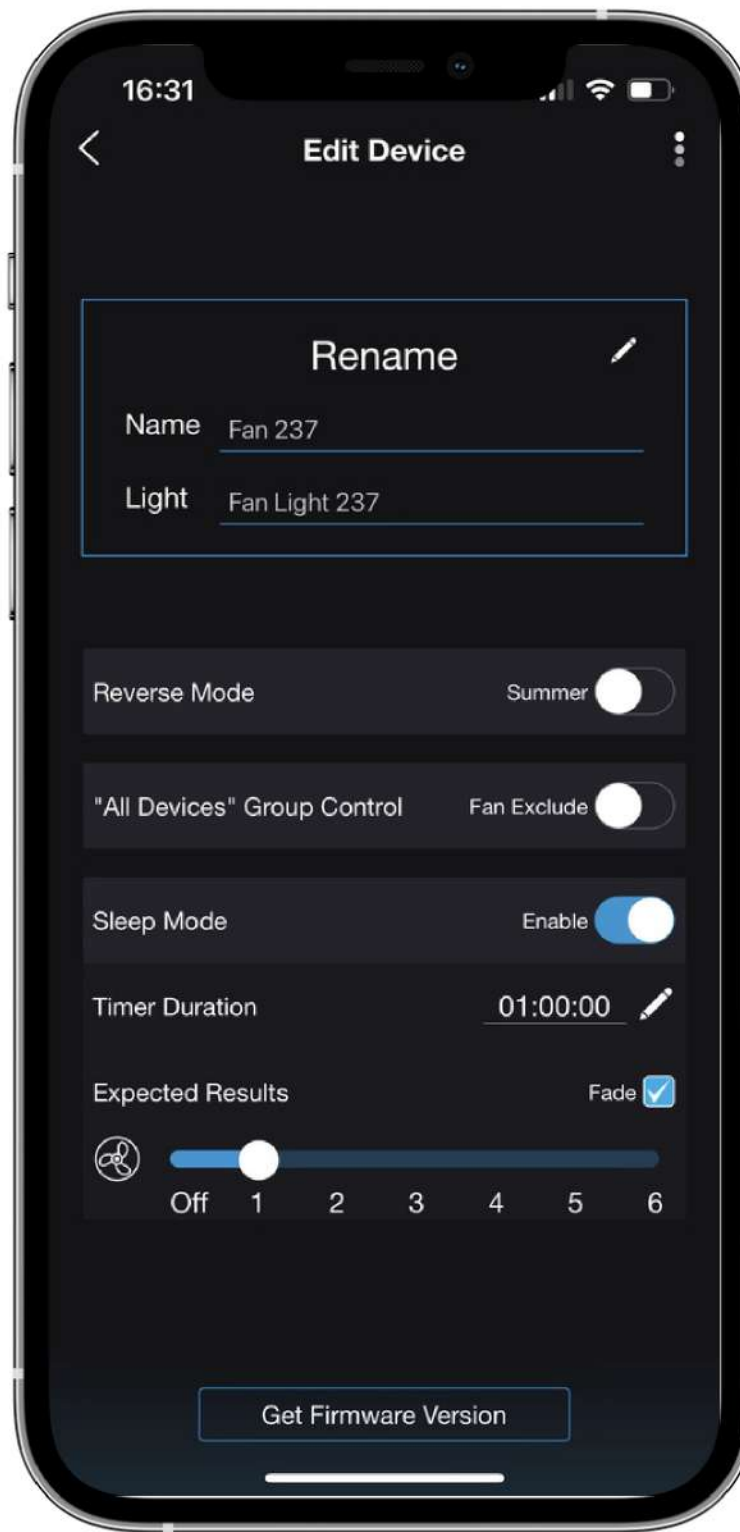 16:31
Edit Device
Rename
Name Fan 237
Light Fan Light 237
Reverse Mode Summer
"All Devices" Group Control Fan Exclude
Sleep Mode Enable
Timer Duration 01:00:00
Expected Results Fade
Off 1 2 3 4 5 6
Get Firmware Version